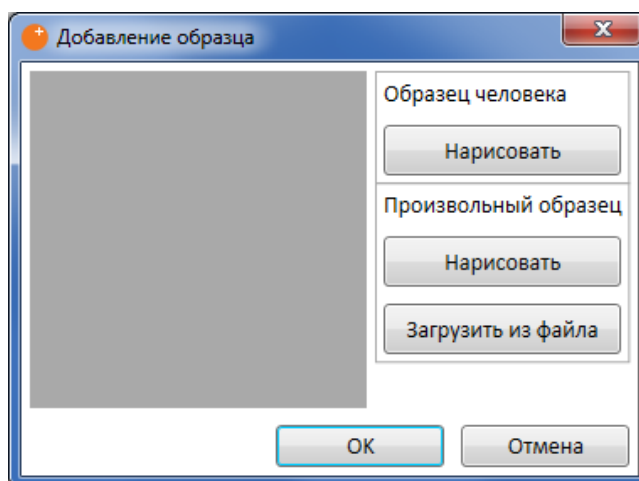 Добавление образца
Образец человека
Нарисовать
Произвольный образец
Нарисовать
Загрузить из файла
OK
Отмена